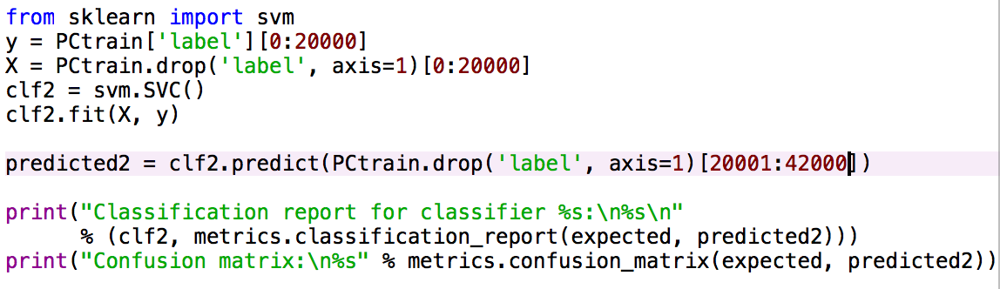 from sklearn import svm
y = PCtrain['label'][0:20000]
X = PCtrain.drop('label', axis=1)[0:20000]
clf2 = svm.SVC()
clf2.fit(X, y)
predicted2 = clf2.predict(PCtrain.drop('label', axis=1)[20001:42000])
print("Classification report for classifier %s:\n%s\n"
      % (clf2, metrics.classification_report(expected, predicted2)))
print("Confusion matrix:\n%s" % metrics.confusion_matrix(expected, predicted2))